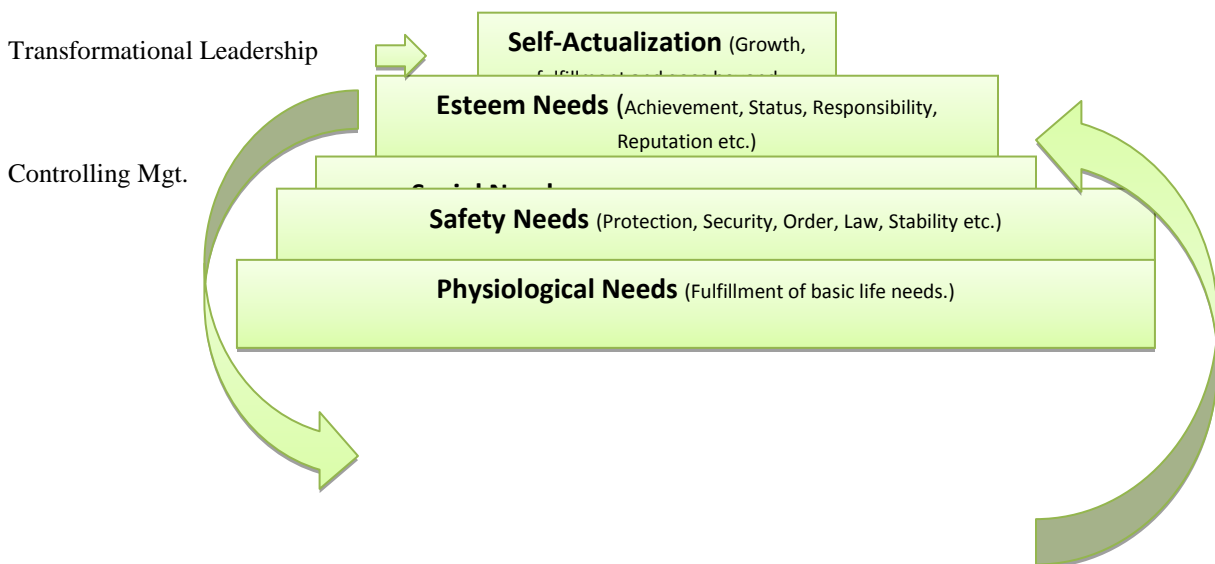 Transformational Leadership
Self-Actualization (Growth,
Esteem Needs (Achievement, Status, Responsibility,
Reputation etc.)
Controlling Mgt.
Safety Needs (Protection, Security, Order, Law, Stability etc.)
Physiological Needs (Fulfillment of basic life needs.)